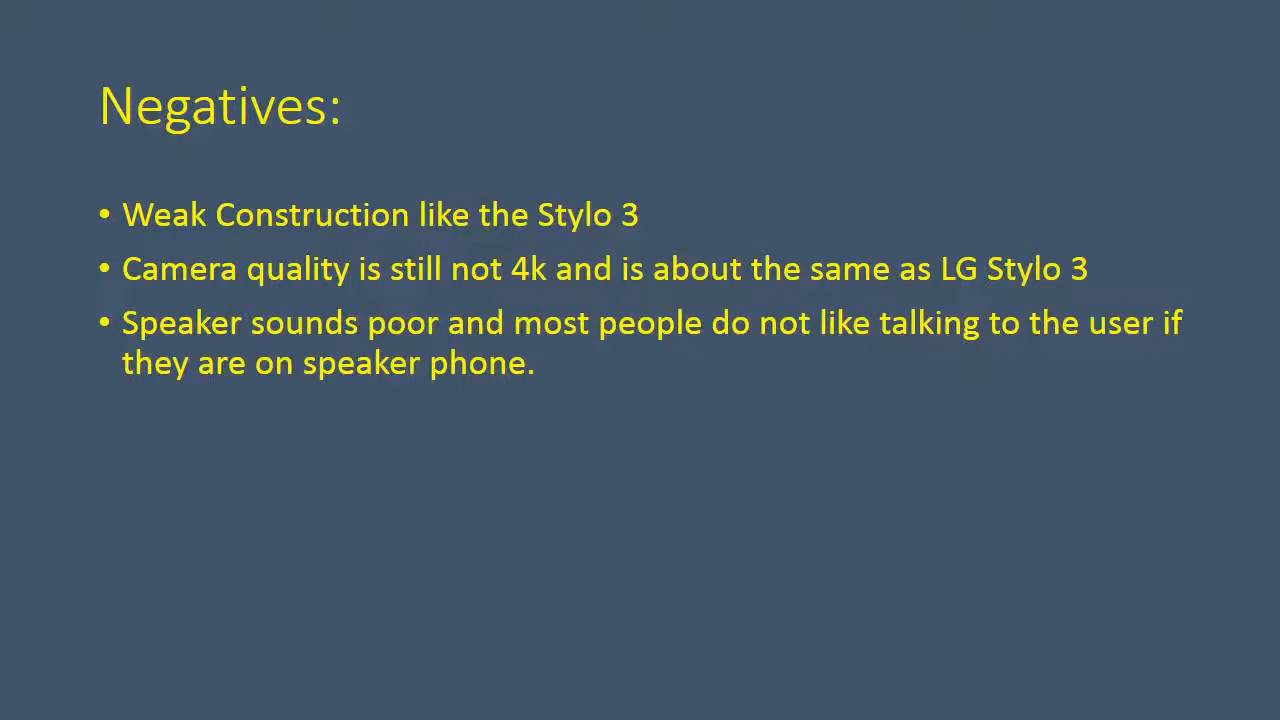 Negatives:
• Weak Construction like the Stylo 3
• Camera quality is still not 4k and is about the same as LG Stylo 3
• Speaker sounds poor and most people do not like talking to the user if
they are on speaker phone.